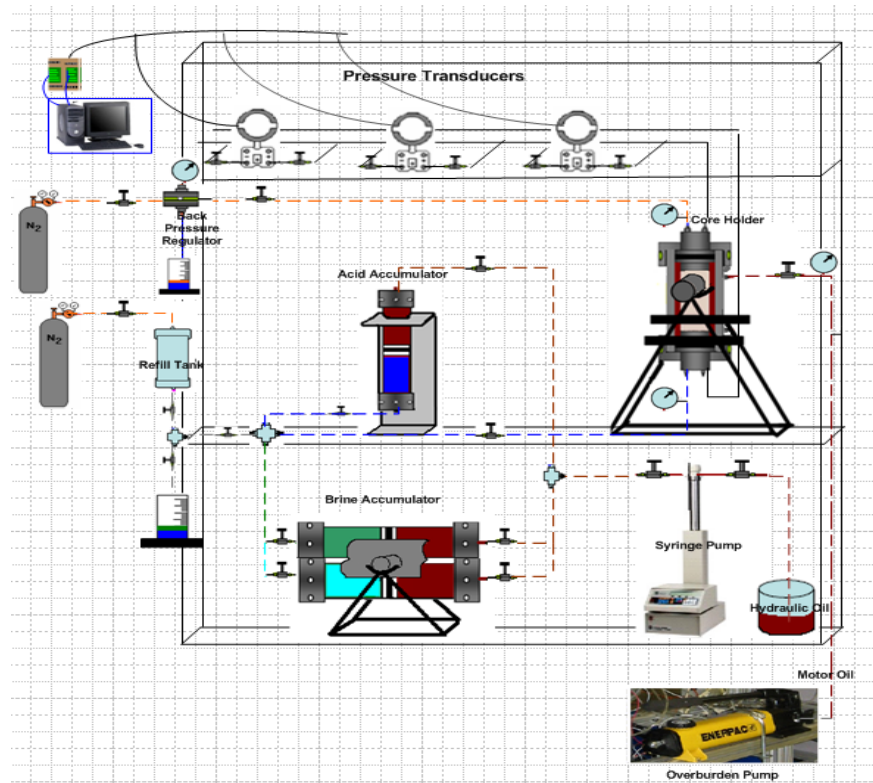 Pressure Transducers
N2
Back
Pressure
Regulator
Core Holder
Acid Accumulator
N2
Refill Tank
Brine Accumulator
Syringe Pump
Hydraulic Oil
Motor Oil
ENERPAC
Overburden Pump